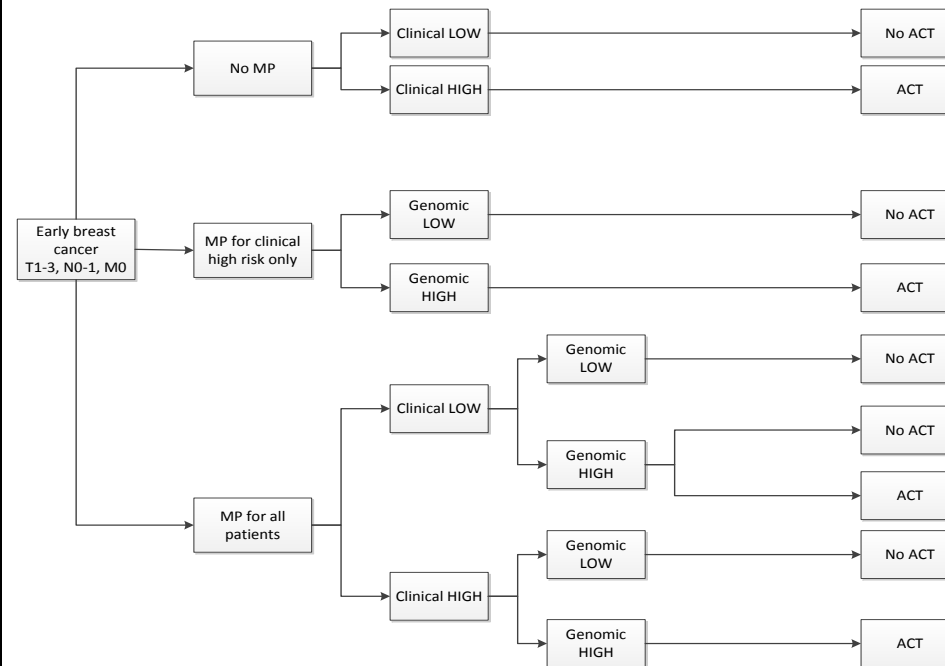 Clinical LOW
No ACT
No MP
Clinical HIGH
ACT
Genomic
LOW
No ACT
Early breast
cancer
T1-3, N0-1, M0
MP for clinical
high risk only
Genomic
HIGH
ACT
Genomic
LOW
No ACT
Clinical LOW
No ACT
Genomic
HIGH
ACT
MP for all
patients
Genomic
LOW
No ACT
Clinical HIGH
Genomic
HIGH
ACT